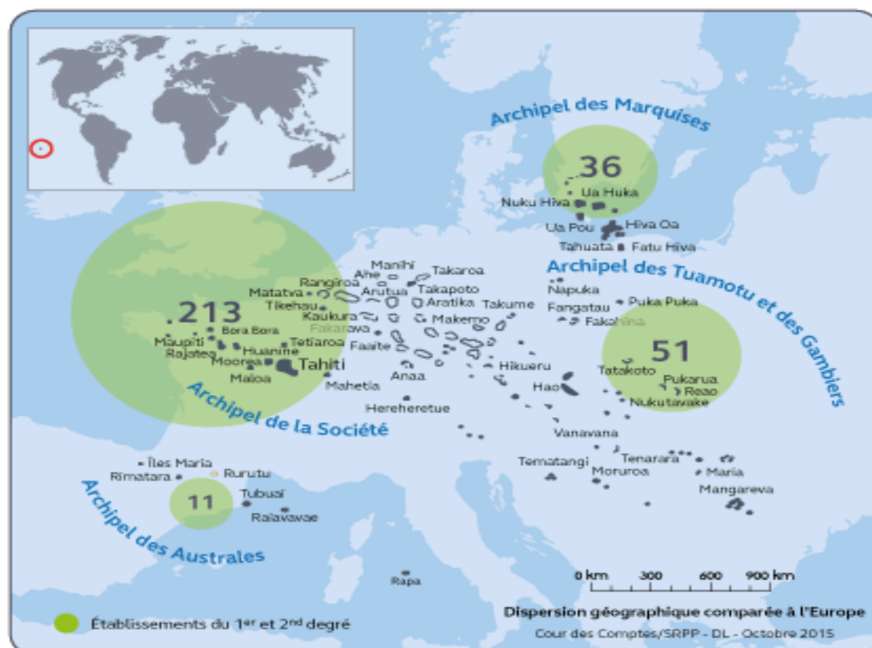 Archipel des Marquises
36
Ua Huka
Nuku Hiva
Ua Pou
Hiva Oa
Tahuata
Fatu Hiva
Archipel des Tuamotu et des Gambiers
Manihi
Ahe
Takaroa
Rangiroa
Arutua
Takapoto
Matatva
Tikehau
Aratika
Takume
Kaukura
Makemo
Fakarava
Napuka
Puka Puka
Fangatau
Fakahina
213
Bora Bora
Maupiti
Tetiaroa
Faaite
Huanine
Rajatea
Moorea
Tahiti
Maioa
Mahetia
Anaa
Hikueru
51
Tatakoto
Pukarua
Hao
Reao
Nukutavake
Hereheretue
Archipel de la Société
Vanavana
Tematangi
Tenarara
Moruroa
Maria
Mangareva
Îles Maria
Rimatara
Rurutu
11
Tubuai
Raiavavae
Archipel des Australes
Rapa
0 km 300 600 900 km
Établissements du 1er et 2nd degré
Dispersion géographique comparée à l'Europe
Cour des Comptes/SRPP - DL - Octobre 2015